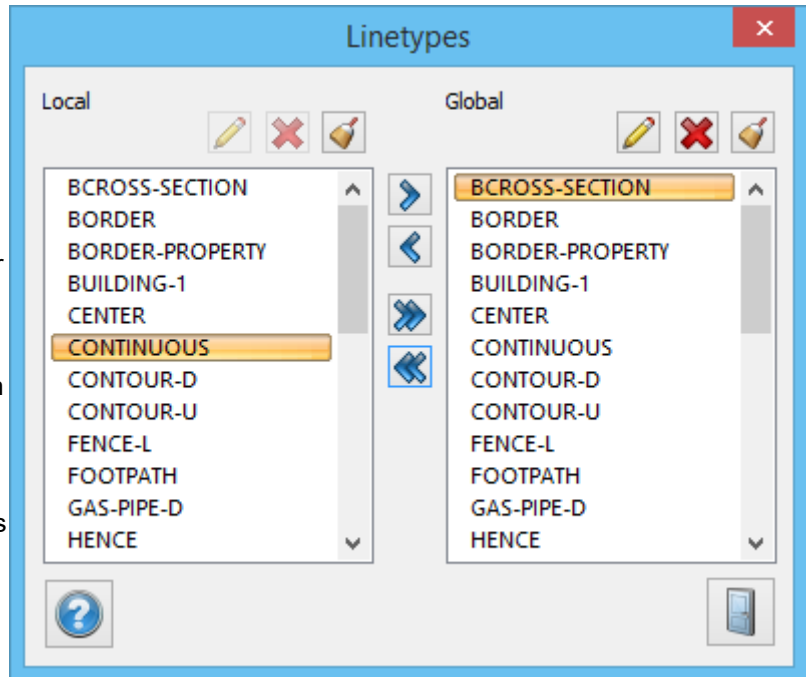 Linetypes
Local
Global
BCROSS-SECTION
BORDER
BORDER-PROPERTY
BUILDING-1
CENTER
CONTINUOUS
CONTOUR-D
CONTOUR-U
FENCE-L
FOOTPATH
GAS-PIPE-D
HENCE
BCROSS-SECTION
BORDER
BORDER-PROPERTY
BUILDING-1
CENTER
CONTINUOUS
CONTOUR-D
CONTOUR-U
FENCE-L
FOOTPATH
GAS-PIPE-D
HENCE